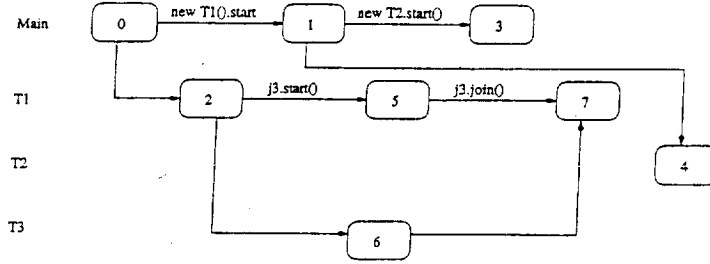 Main
0
new T1().start
1
new T2.start()
3
T1
2
j3.start()
5
j3.join()
7
T2
4
T3
6